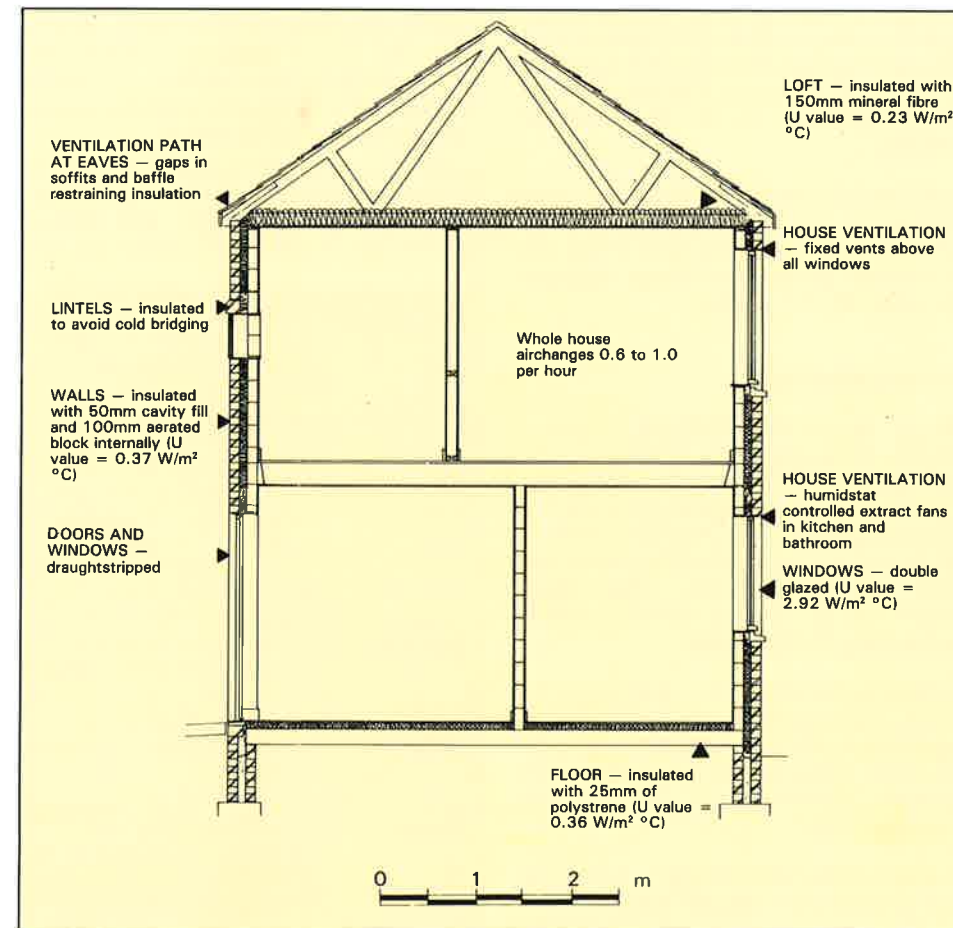 LOFT — insulated with
150mm mineral fibre
(U value = 0.23 W/m²
°C)
VENTILATION PATH
AT EAVES — gaps in
soffits and baffle
restraining insulation
HOUSE VENTILATION
— fixed vents above
all windows
LINTELS — insulated
to avoid cold bridging
Whole house
airchanges 0.6 to 1.0
per hour
WALLS — insulated
with 50mm cavity fill
and 100mm aerated
block internally (U
value = 0.37 W/m²
°C)
HOUSE VENTILATION
— humidstat
controlled extract fans
in kitchen and
bathroom
DOORS AND
WINDOWS —
draughtstripped
WINDOWS — double
glazed (U value =
2.92 W/m² °C)
FLOOR — insulated
with 25mm of
polystrene (U value =
0.36 W/m² °C)
0 1 2 m